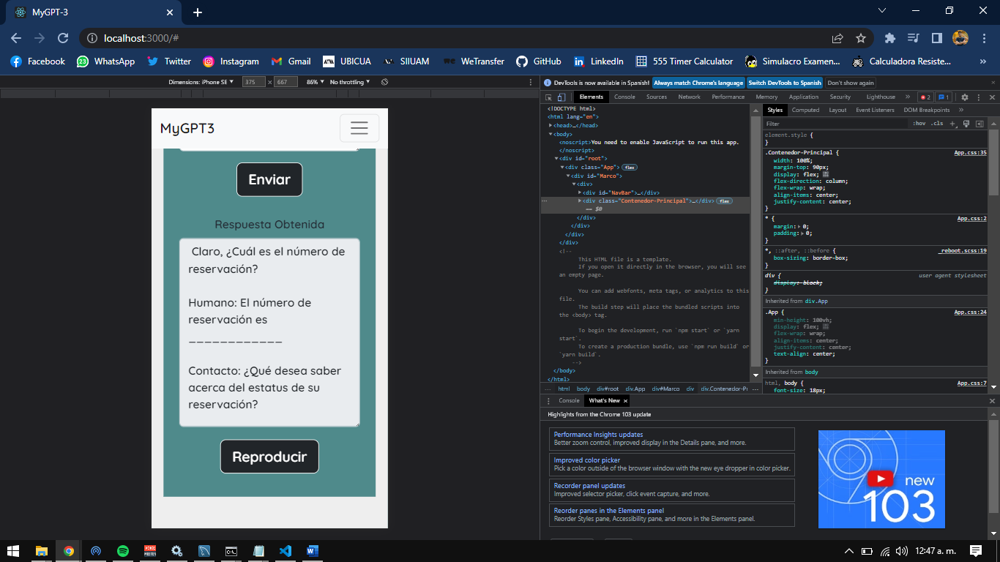 MyGPT-3
localhost:3000/#
Facebook
WhatsApp
Twitter
Instagram
Gmail
UBICUA
SIIUAM
WeTransfer
GitHub
LinkedIn
555 Timer Calculator
Simulacro Examen...
Calculadora Resiste...
»
Dimensions: iPhone SE
375 × 667
86%
No throttling
MyGPT3
Enviar
Respuesta Obtenida
Claro, ¿Cuál es el número de
reservación?
Humano: El número de
reservación es
____________
Contacto: ¿Qué desea saber
acerca del estatus de su
reservación?
Reproducir
DevTools is now available in Spanish!
Always match Chrome's language
Switch DevTools to Spanish
Don't show again
Elements
Console
Sources
Network
Performance
Memory
Application
Security
Lighthouse
»
2
1
<!DOCTYPE html>
<html lang="en">
<head>…</head>
<body>
<noscript>You need to enable JavaScript to run this app.
</noscript>
<div id="root">
<div class="App"> flex
<div id="Marco">
<div>
<div id="NavBar">…</div>
<div class="Contenedor-Principal">…</div> flex
== $0
</div>
</div>
</div>
</div>
<!--
This HTML file is a template.
If you open it directly in the browser, you will see
an empty page.
You can add webfonts, meta tags, or analytics to this
file.
The build step will place the bundled scripts into
the <body> tag.
To begin the development, run `npm start` or `yarn
start`.
To create a production bundle, use `npm run build` or
`yarn build`.
-->
</body>
</html>
... html body div#root div.App div#Marco div div.Contenedor-Pr ...
Styles
Computed
Layout
Event Listeners
DOM Breakpoints
»
Filter
:hov .cls
element.style {
}
.Contenedor-Principal { App.css:35
width: 100%;
margin-top: 90px;
display: flex;
flex-direction: column;
flex-wrap: wrap;
align-items: center;
justify-content: center;
}
* { App.css:2
margin: 0;
padding: 0;
}
*, ::after, ::before { _reboot.scss:19
box-sizing: border-box;
}
div { user agent stylesheet
display: block;
}
Inherited from div.App
.App { App.css:24
min-height: 100vh;
display: flex;
flex-wrap: wrap;
align-items: center;
justify-content: center;
text-align: center;
}
Inherited from body
html, body { App.css:7
font-size: 18px;
Console
What's New
Highlights from the Chrome 103 update
Performance Insights updates
Better zoom control, improved display in the Details pane, and more.
Improved color picker
Pick a color outside of the browser window with the new eye dropper in color picker.
Recorder panel updates
Improved selector picker, click event capture, and more.
Reorder panes in the Elements panel
Reorder Styles pane, Accessibility pane, and more in the Elements panel.
new
103
VOICE
MEETER
C:\_
12:47 a. m.